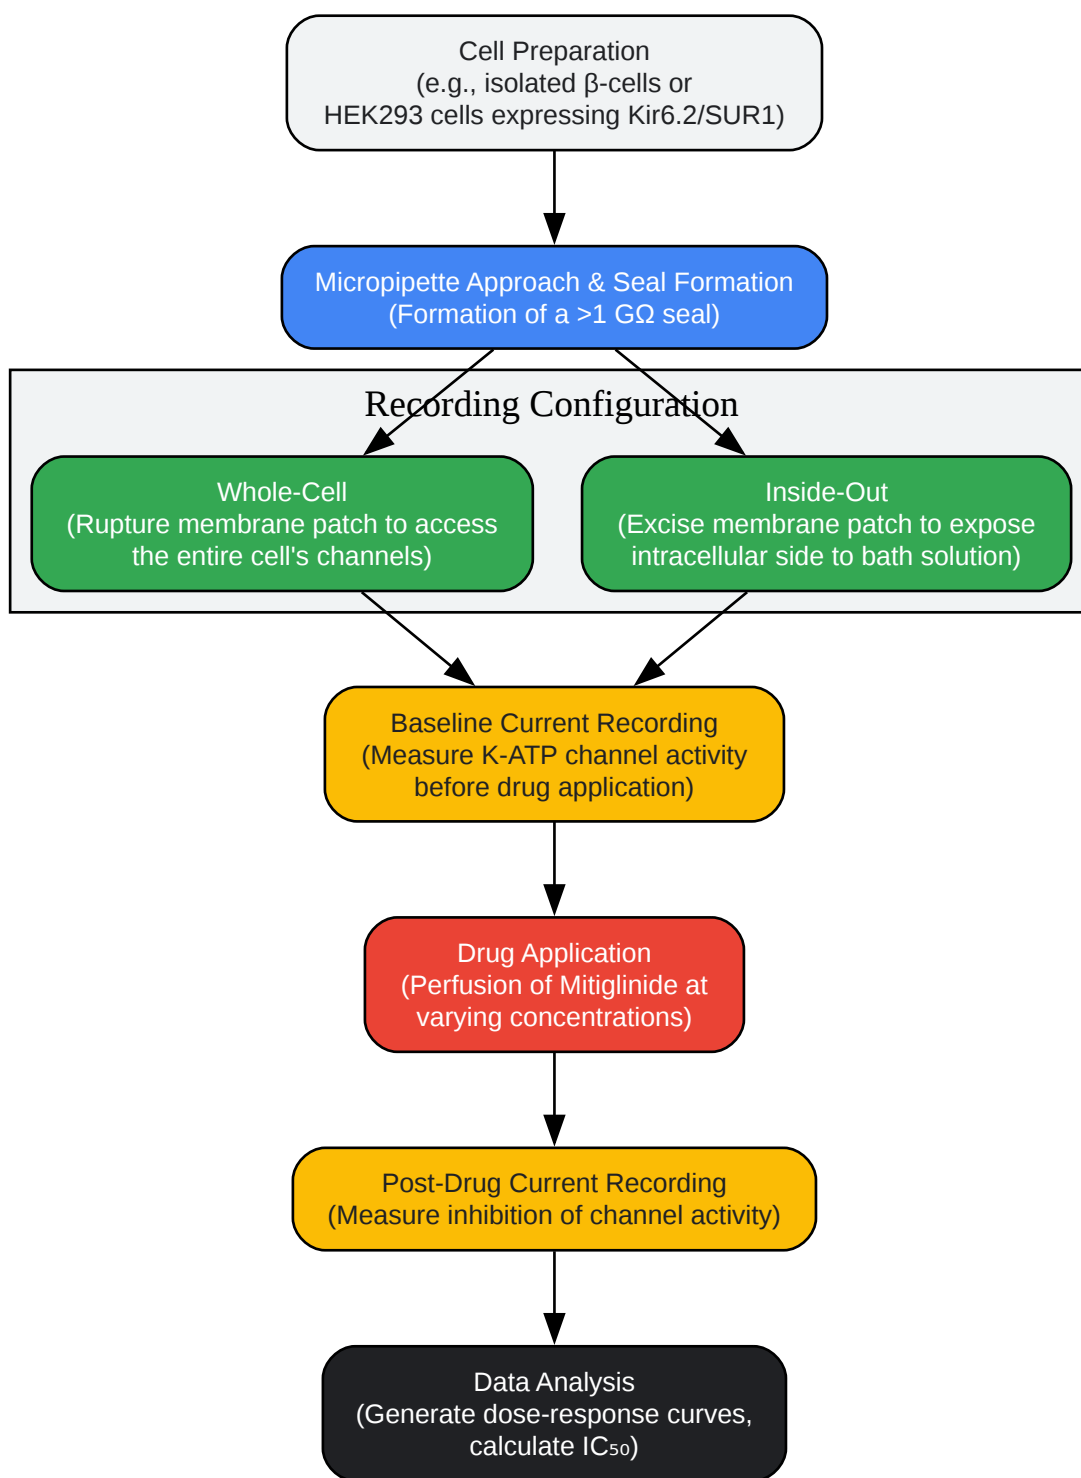 Cell Preparation
(e.g., isolated β-cells or
HEK293 cells expressing Kir6.2/SUR1)
Micropipette Approach & Seal Formation
(Formation of a >1 GΩ seal)
Recording Configuration
Whole-Cell
(Rupture membrane patch to access
the entire cell's channels)
Inside-Out
(Excise membrane patch to expose
intracellular side to bath solution)
Baseline Current Recording
(Measure K-ATP channel activity
before drug application)
Drug Application
(Perfusion of Mitiglinide at
varying concentrations)
Post-Drug Current Recording
(Measure inhibition of channel activity)
Data Analysis
(Generate dose-response curves,
calculate IC₅₀)